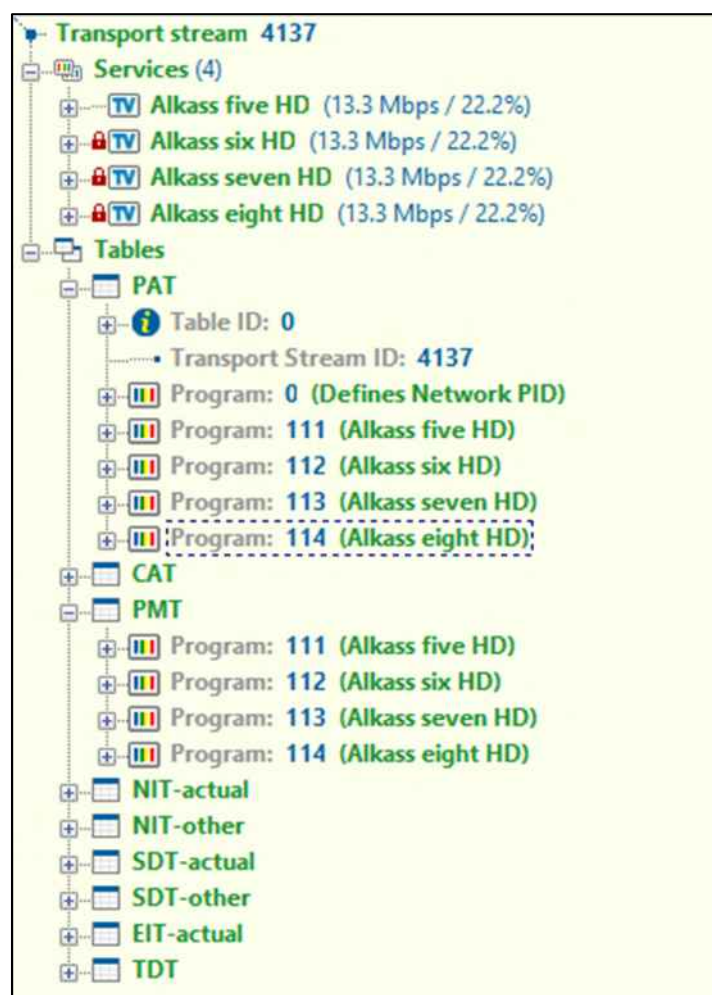 Transport stream 4137
Services (4)
TV Alkass five HD (13.3 Mbps / 22.2%)
TV Alkass six HD (13.3 Mbps / 22.2%)
TV Alkass seven HD (13.3 Mbps / 22.2%)
TV Alkass eight HD (13.3 Mbps / 22.2%)
Tables
PAT
Table ID: 0
Transport Stream ID: 4137
Program: 0 (Defines Network PID)
Program: 111 (Alkass five HD)
Program: 112 (Alkass six HD)
Program: 113 (Alkass seven HD)
Program: 114 (Alkass eight HD)
CAT
PMT
Program: 111 (Alkass five HD)
Program: 112 (Alkass six HD)
Program: 113 (Alkass seven HD)
Program: 114 (Alkass eight HD)
NIT-actual
NIT-other
SDT-actual
SDT-other
EIT-actual
TDT